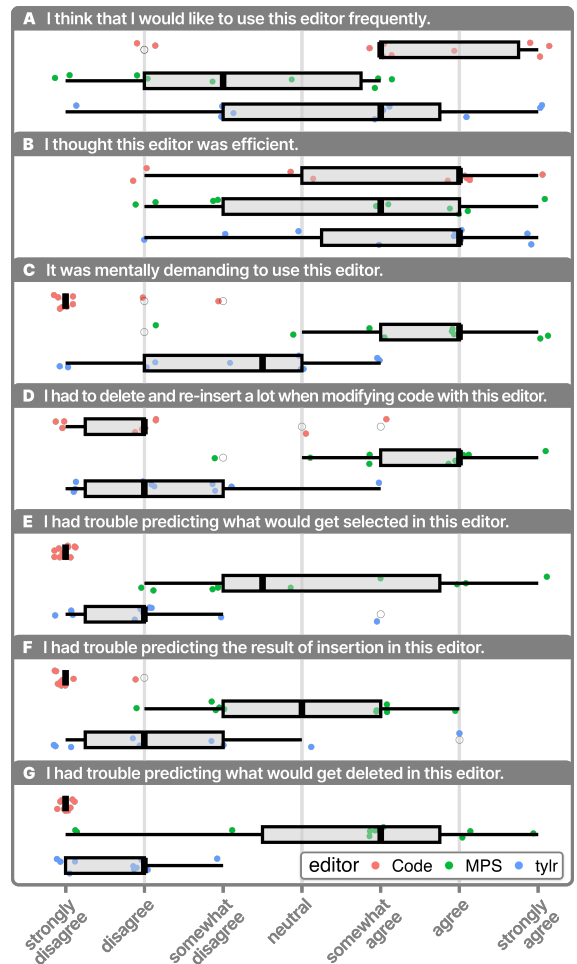 A I think that I would like to use this editor frequently.
B I thought this editor was efficient.
C It was mentally demanding to use this editor.
D I had to delete and re-insert a lot when modifying code with this editor.
E I had trouble predicting what would get selected in this editor.
F I had trouble predicting the result of insertion in this editor.
G I had trouble predicting what would get deleted in this editor.
editor Code MPS tylr
strongly
disagree
disagree
somewhat
disagree
neutral
somewhat
agree
agree
strongly
agree